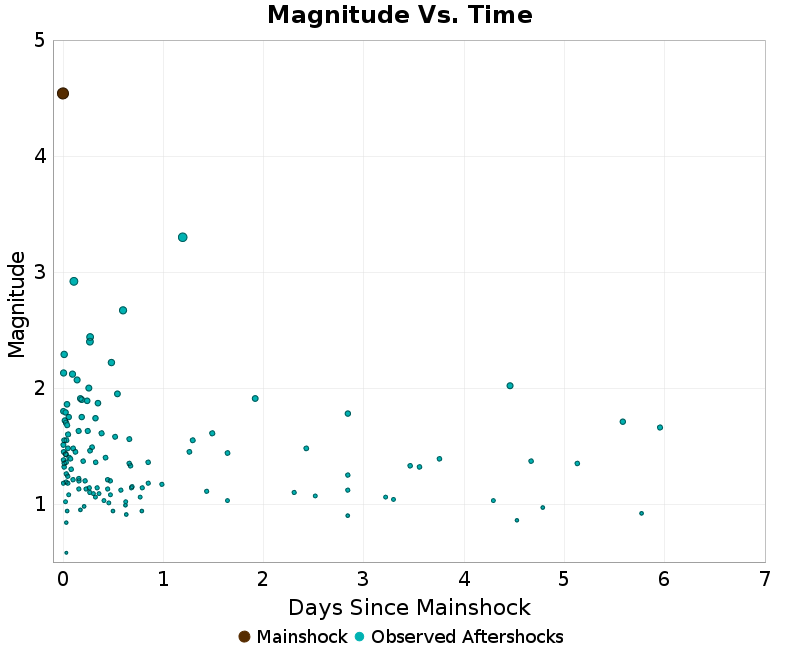 Magnitude Vs. Time
5
4
3
2
1
Magnitude
0 1 2 3 4 5 6 7
Days Since Mainshock
Mainshock Observed Aftershocks